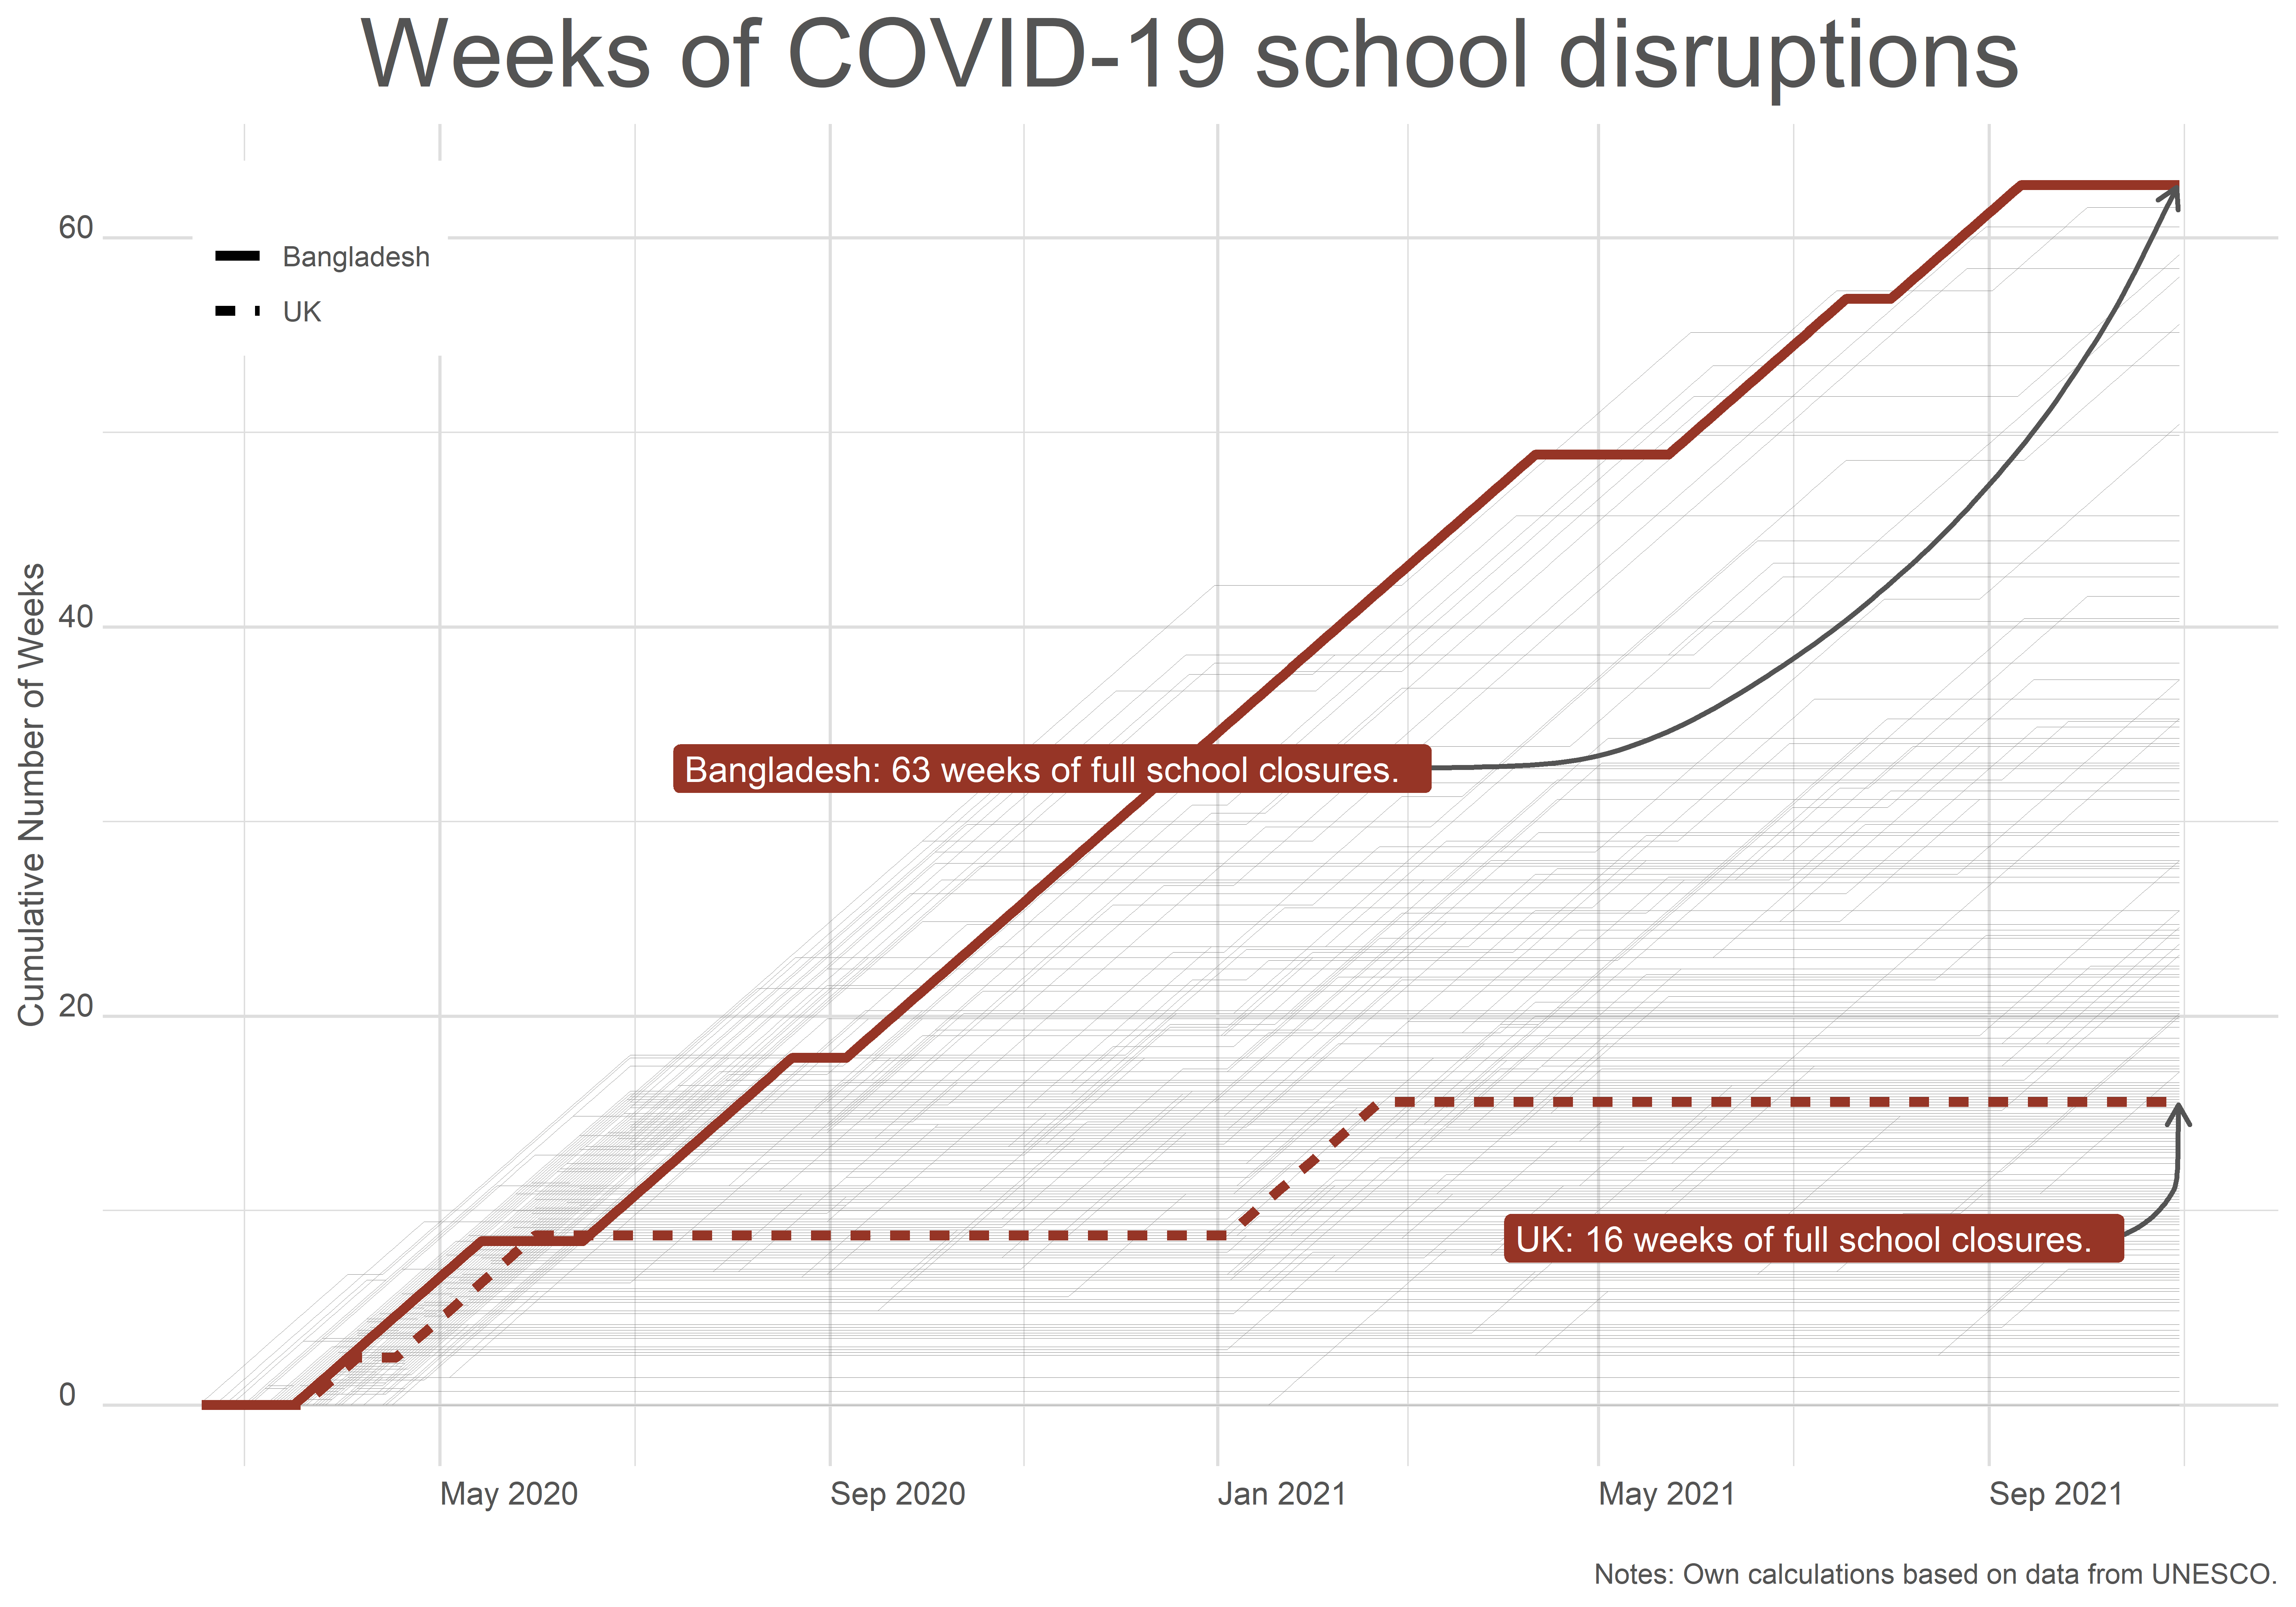 Weeks of COVID-19 school disruptions
Cumulative Number of Weeks
60
40
20
0
Bangladesh
UK
Bangladesh: 63 weeks of full school closures.
UK: 16 weeks of full school closures.
May 2020
Sep 2020
Jan 2021
May 2021
Sep 2021
Notes: Own calculations based on data from UNESCO.